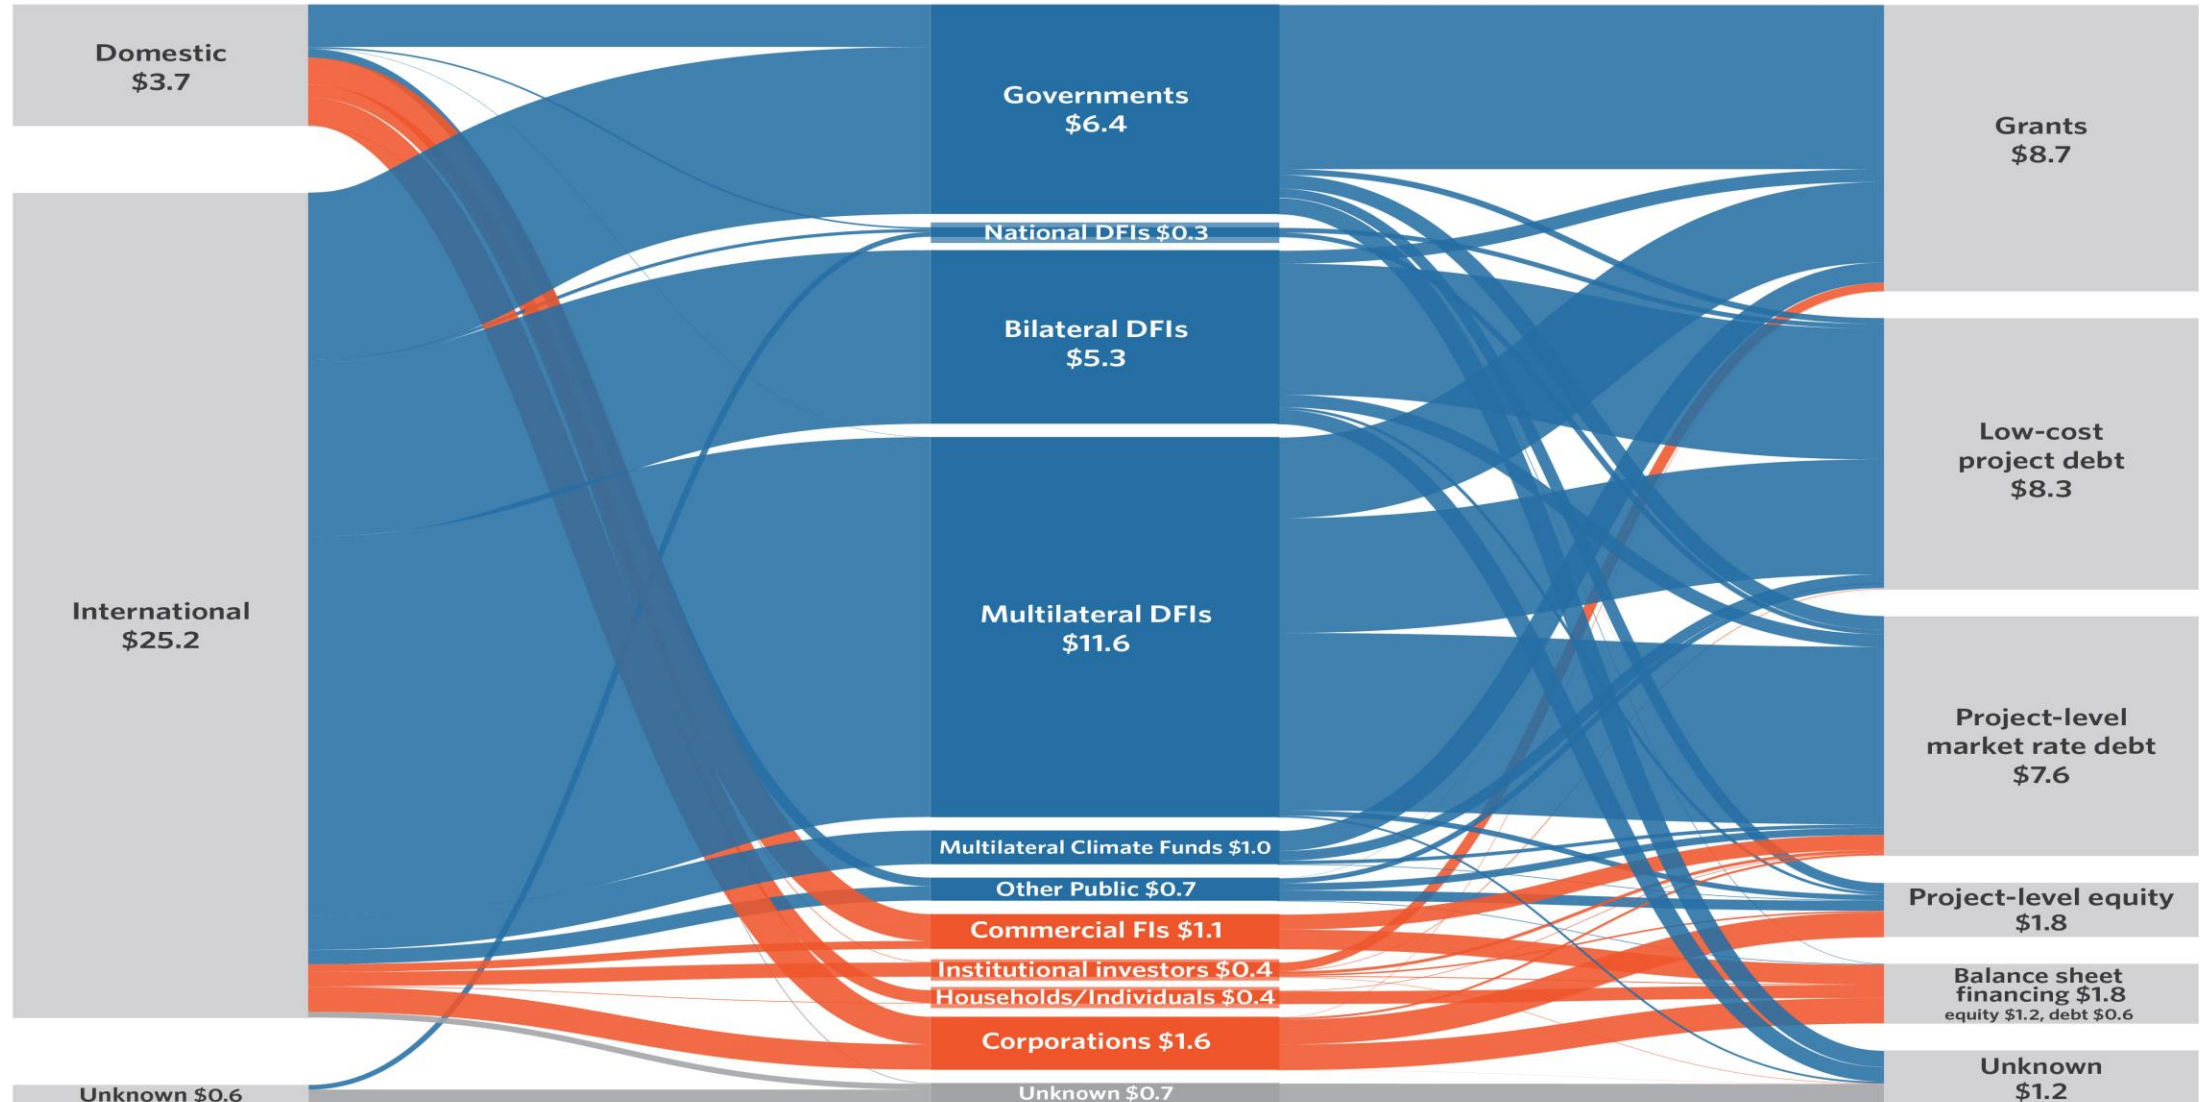 Domestic
$3.7
International
$25.2
Unknown $0.6
Governments
$6.4
National DFIs $0.3
Bilateral DFIs
$5.3
Multilateral DFIs
$11.6
Multilateral Climate Funds $1.0
Other Public $0.7
Commercial FIs $1.1
Institutional investors $0.4
Households/Individuals $0.4
Corporations $1.6
Unknown $0.7
Grants
$8.7
Low-cost
project debt
$8.3
Project-level
market rate debt
$7.6
Project-level equity
$1.8
Balance sheet
financing $1.8
equity $1.2, debt $0.6
Unknown
$1.2